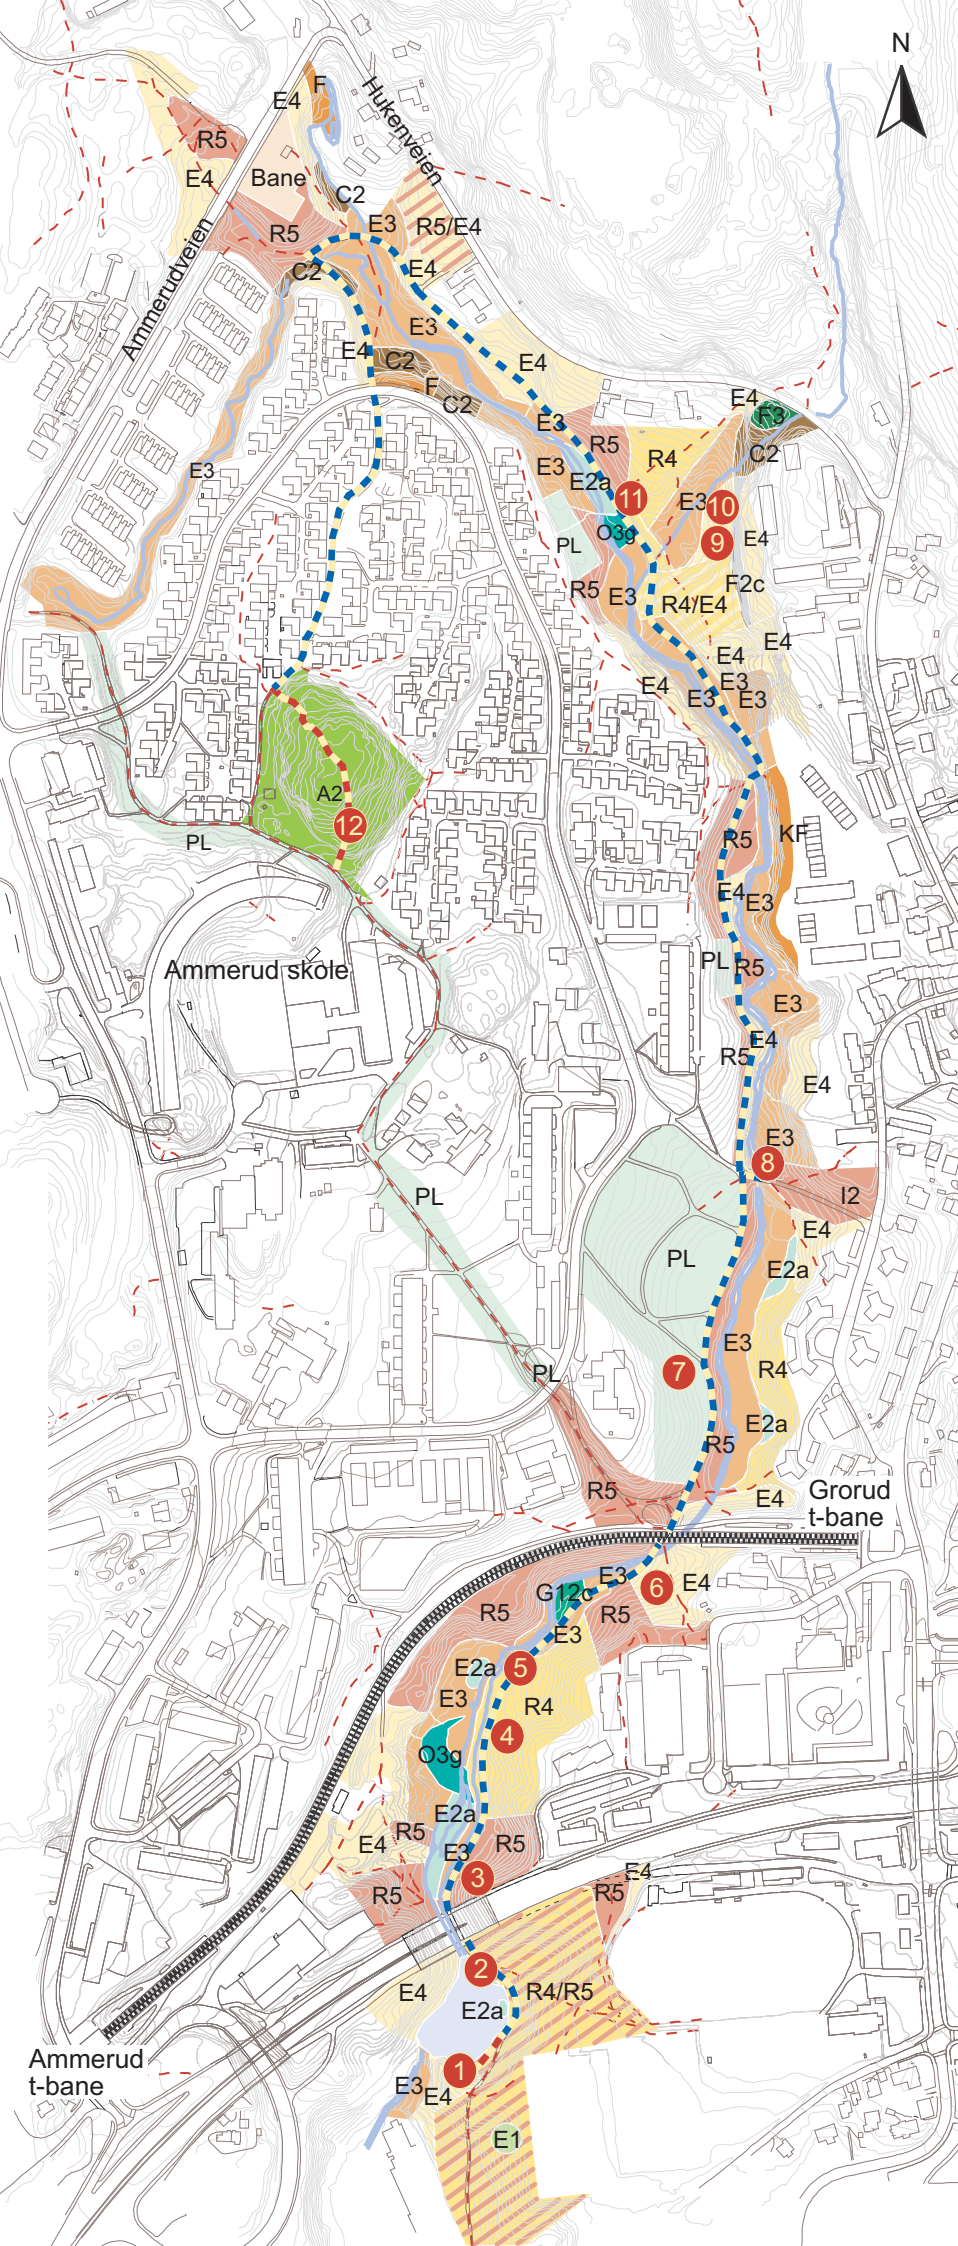 N
F
E4
Hukenveien
R5
E4
Bane
C2
E3
R5/E4
R5
Ammerudveien
C2
E4
E3
E4
C2
E4
F
C2
E4
F3
E3
R5
R4
C2
E3
E3
E2a
11
E3
10
O3g
9
E4
PL
R5
E3
F2c
R4/E4
E4
E4
E4
E3
E3
E3
A2
12
KF
R5
PL
E4
E3
PL
R5
Ammerud skole
E3
E4
R5
E4
E3
8
PL
I2
E4
PL
E2a
E3
7
R4
PL
E2a
R5
R5
E4
Grorud
t-bane
G12c
E3
6
E4
R5
R5
E3
E2a
5
E3
R4
4
O3g
E2a
R5
E4
R5
E3
3
E4
R5
R5
2
E4
E2a
R4/R5
Ammerud
t-bane
1
E3
E4
E1